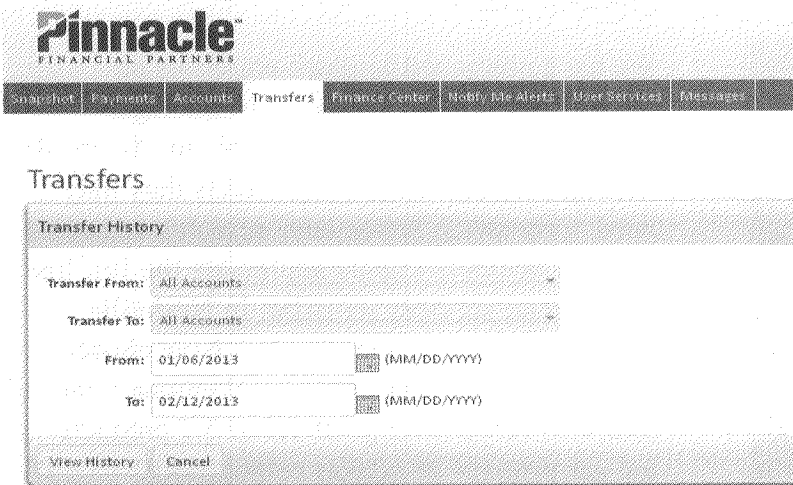 Pinnacle™
FINANCIAL PARTNERS
Snapshot Payments Accounts Transfers Finance Center Notify Me Alerts User Services Messages
Transfers
Transfer History
Transfer From: All Accounts
Transfer To: All Accounts
From: 01/06/2013 (MM/DD/YYYY)
To: 02/12/2013 (MM/DD/YYYY)
View History Cancel